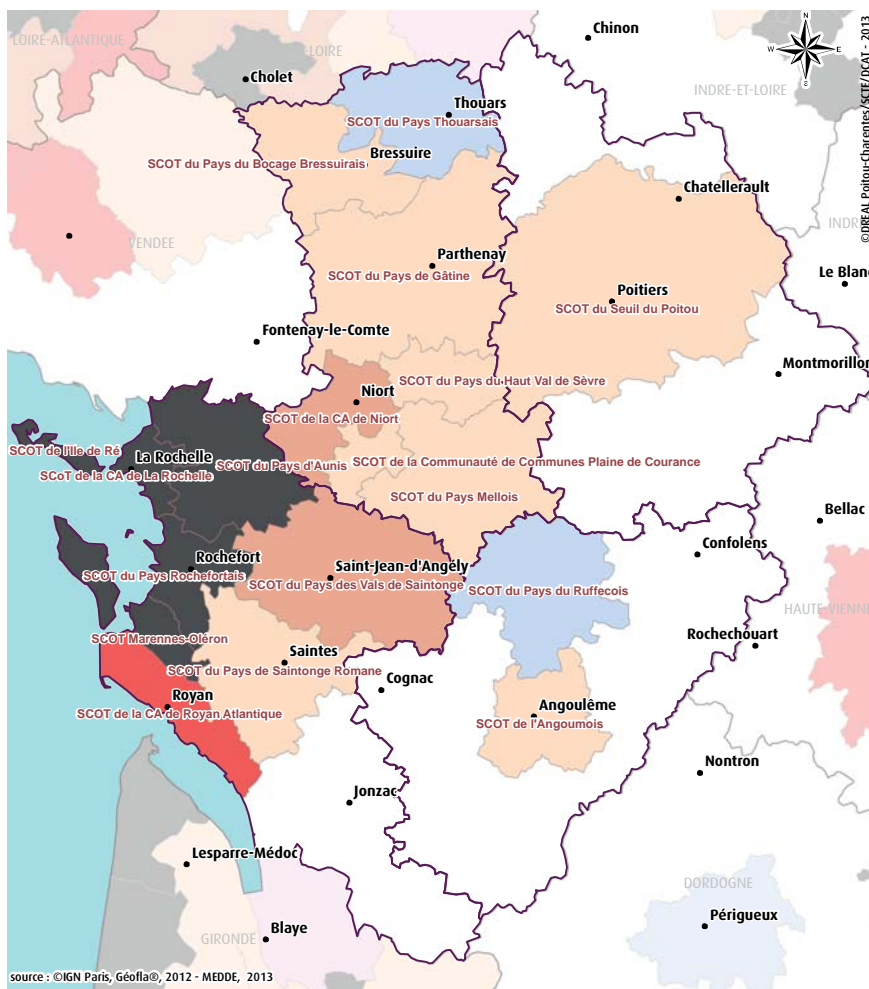 Chinon
N
W E
S
LOIRE-ATLANTIQUE
-LOIRE
Cholet
INDRE-ET-LOIRE
©DREAL Poitou-Charentes/SCTE/DCAT - 2013
Thouars
SCOT du Pays Thouarsais
Bressuire
SCOT du Pays du Bocage Bressuirais
Chatellerault
INDRE
VENDEE
Parthenay
SCOT du Pays de Gâtine
Le Blanc
Poitiers
SCOT du Seuil du Poitou
Fontenay-le-Comte
Montmorillon
SCOT du Pays du Haut Val de Sèvre
Niort
SCOT de la CA de Niort
SCOT de l'Ile de Ré
La Rochelle
SCOT du Pays d'Aunis
SCOT de la Communauté de Communes Plaine de Courance
SCoT de la CA de La Rochelle
SCOT du Pays Mellois
Bellac
Rochefort
SCOT du Pays Rochefortais
Saint-Jean-d'Angély
SCOT du Pays des Vals de Saintonge
Confolens
SCOT du Pays du Ruffecois
HAUTE-VIENNE
SCOT Marennes-Oléron
Rochechouart
Saintes
SCOT du Pays de Saintonge Romane
Royan
SCOT de la CA de Royan Atlantique
Cognac
Angoulême
SCOT de l'Angoumois
Nontron
Jonzac
Lesparre-Médoc
DORDOGNE
Périgueux
GIRONDE
Blaye
source : ©IGN Paris, Géofla®, 2012 - MEDDE, 2013